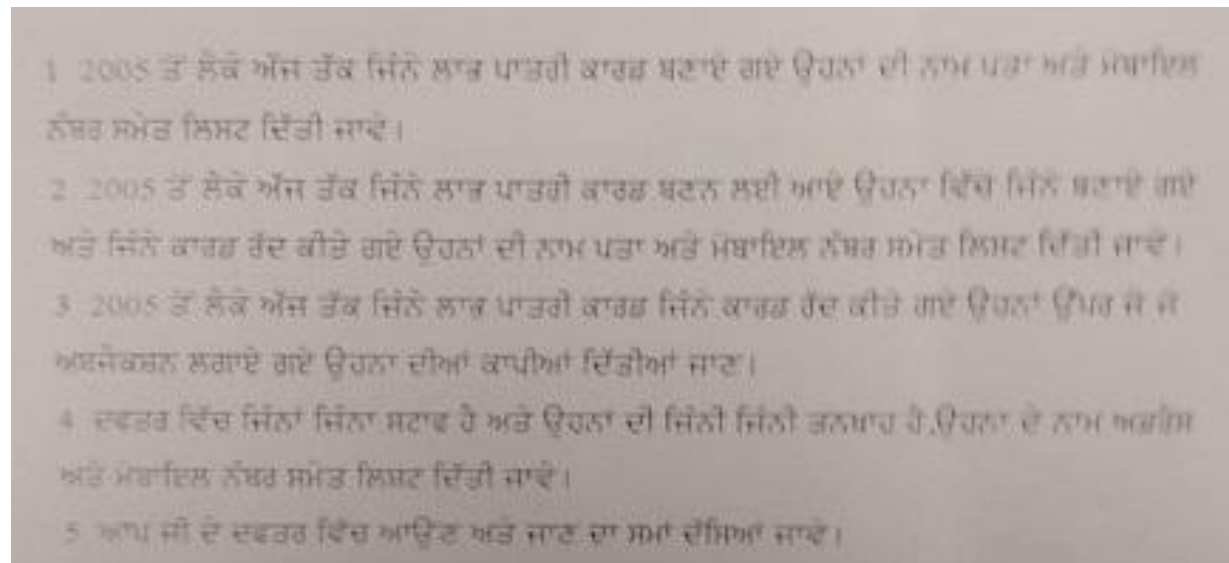 1 2005 ਤੋਂ ਲੈਕੇ ਅੱਜ ਤੱਕ ਜਿੰਨੇ ਲਾਭ ਪਾਤਰੀ ਕਾਰਡ ਬਣਾਏ ਗਏ ਉਹਨਾਂ ਦੀ ਨਾਮ ਪਤਾ ਅਤੇ ਮੋਬਾਇਲ
ਨੰਬਰ ਸਮੇਤ ਲਿਸਟ ਦਿੱਤੀ ਜਾਵੇ।
2 2005 ਤੋਂ ਲੈਕੇ ਅੱਜ ਤੱਕ ਜਿੰਨੇ ਲਾਭ ਪਾਤਰੀ ਕਾਰਡ ਬਣਨ ਲਈ ਆਏ ਉਹਨਾਂ ਵਿੱਚੋਂ ਜਿੰਨੇ ਬਣਾਏ ਗਏ
ਅਤੇ ਜਿੰਨੇ ਕਾਰਡ ਰੱਦ ਕੀਤੇ ਗਏ ਉਹਨਾਂ ਦੀ ਨਾਮ ਪਤਾ ਅਤੇ ਮੋਬਾਇਲ ਨੰਬਰ ਸਮੇਤ ਲਿਸਟ ਦਿੱਤੀ ਜਾਵੇ।
3 2005 ਤੋਂ ਲੈਕੇ ਅੱਜ ਤੱਕ ਜਿੰਨੇ ਲਾਭ ਪਾਤਰੀ ਕਾਰਡ ਜਿੰਨੇ ਕਾਰਡ ਰੱਦ ਕੀਤੇ ਗਏ ਉਹਨਾਂ ਉੱਪਰ ਜੋ ਜੋ
ਅਬਜੈਕਸ਼ਨ ਲਗਾਏ ਗਏ ਉਹਨਾਂ ਦੀਆਂ ਕਾਪੀਆਂ ਦਿੱਤੀਆਂ ਜਾਣ।
4 ਦਫਤਰ ਵਿੱਚ ਜਿੰਨਾਂ ਜਿੰਨਾ ਸਟਾਫ ਹੈ ਅਤੇ ਉਹਨਾਂ ਦੀ ਜਿੰਨੀ ਜਿੰਨੀ ਤਨਖਾਹ ਹੈ,ਉਹਨਾਂ ਦੇ ਨਾਮ ਅਡਰੈਸ
ਅਤੇ ਮੋਬਾਇਲ ਨੰਬਰ ਸਮੇਤ ਲਿਸਟ ਦਿੱਤੀ ਜਾਵੇ।
5 ਆਪ ਜੀ ਦੇ ਦਫਤਰ ਵਿੱਚ ਆਉਣ ਅਤੇ ਜਾਣ ਦਾ ਸਮਾਂ ਦੱਸਿਆ ਜਾਵੇ।